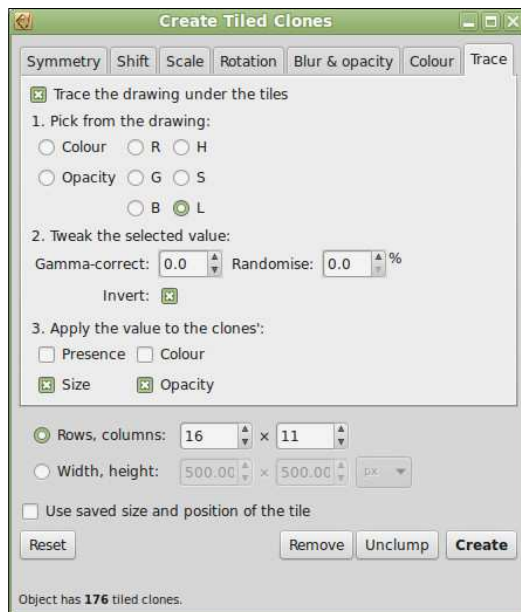 Create Tiled Clones
Symmetry Shift Scale Rotation Blur & opacity Colour Trace
Trace the drawing under the tiles
1. Pick from the drawing:
Colour R H
Opacity G S
B L
2. Tweak the selected value:
Gamma-correct: 0.0 Randomise: 0.0 %
Invert:
3. Apply the value to the clones':
Presence Colour
Size Opacity
Rows, columns: 16 × 11
Width, height: 500.00 × 500.00 px
Use saved size and position of the tile
Reset Remove Unclump Create
Object has 176 tiled clones.